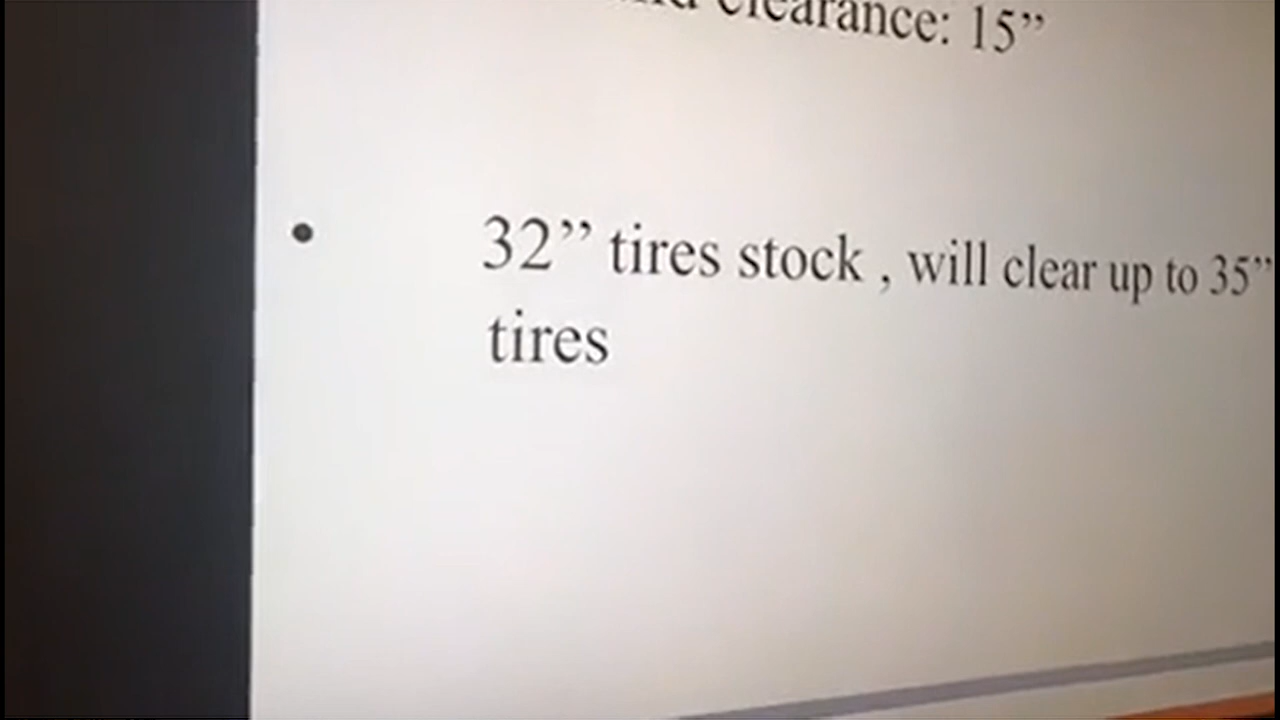 clearance: 15”
32” tires stock , will clear up to 35”
tires